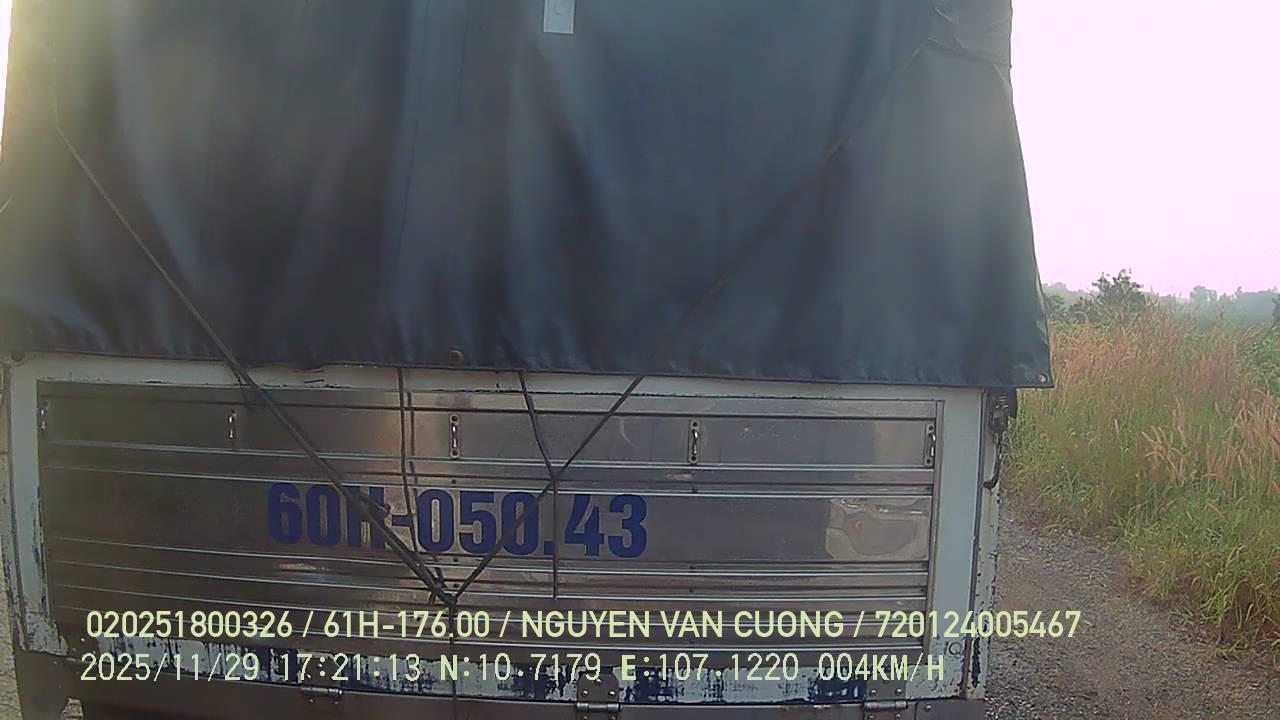 60H-050.43
020251800326 / 61H-176.00 / NGUYEN VAN CUONG / 720124005467
2025/11/29 17:21:13 N:10.7179 E:107.1220 004KM/H